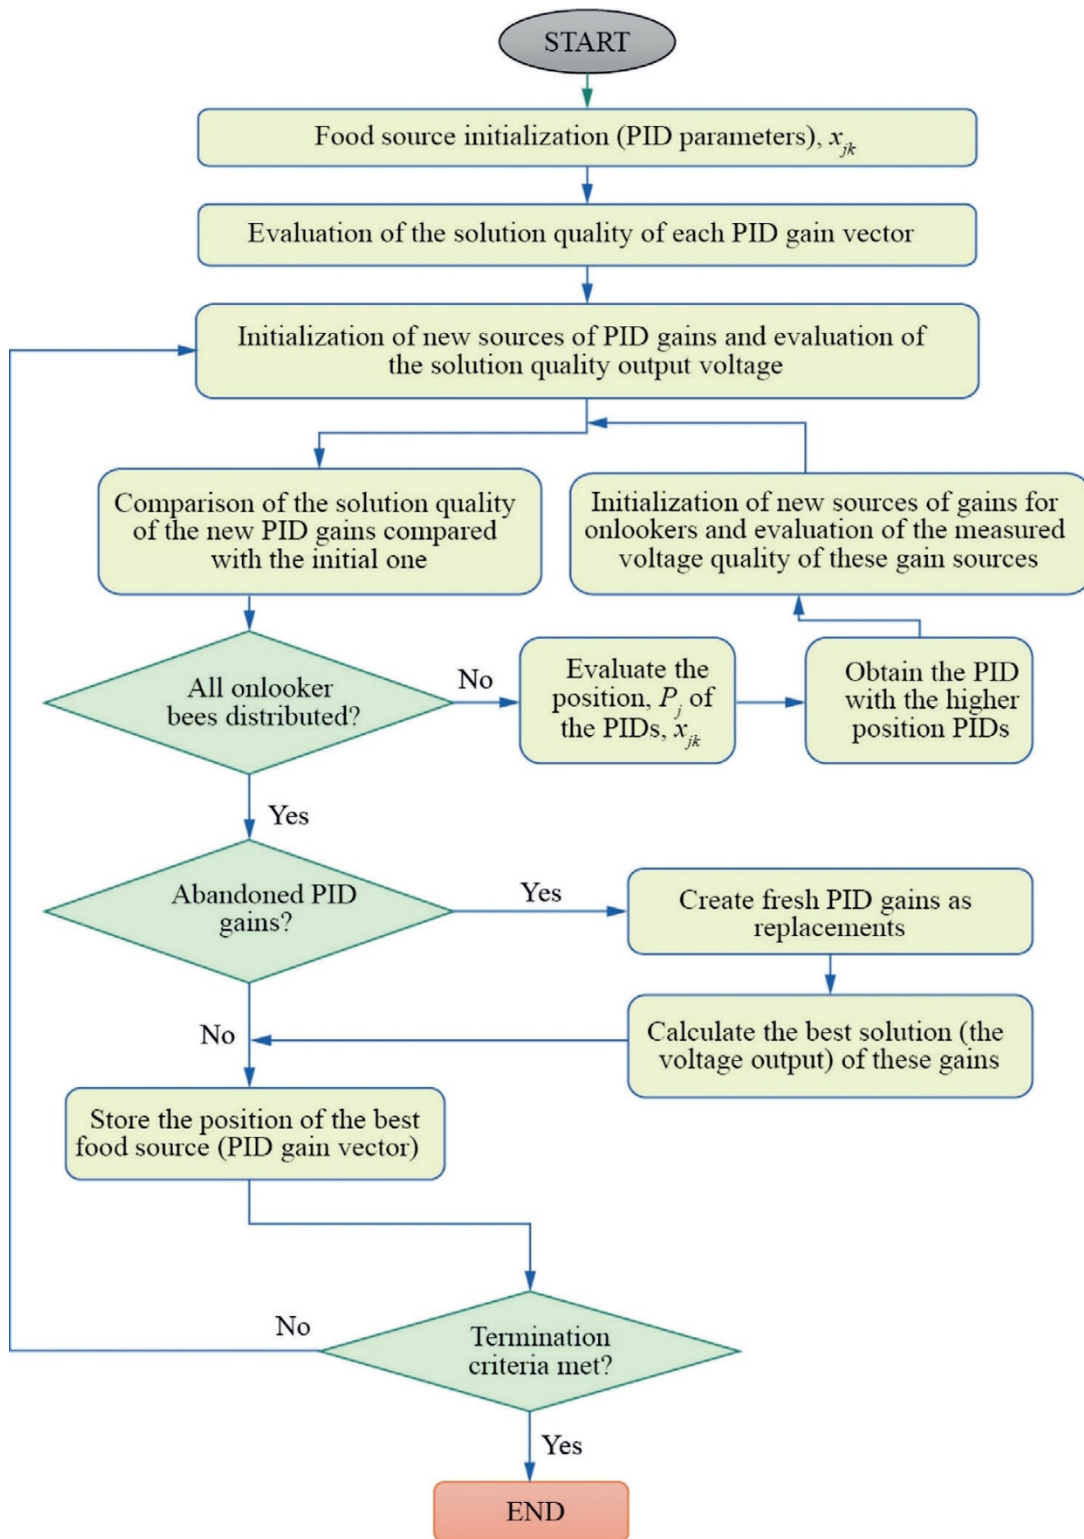 START
Food source initialization (PID parameters), x_jk
Evaluation of the solution quality of each PID gain vector
Initialization of new sources of PID gains and evaluation of
the solution quality output voltage
Comparison of the solution quality
of the new PID gains compared
with the initial one
Initialization of new sources of gains for
onlookers and evaluation of the measured
voltage quality of these gain sources
All onlooker
bees distributed?
No
Evaluate the
position, P_j of
the PIDs, x_jk
Obtain the PID
with the higher
position PIDs
Yes
Abandoned PID
gains?
Yes
Create fresh PID gains as
replacements
No
Calculate the best solution (the
voltage output) of these gains
Store the position of the best
food source (PID gain vector)
No
Termination
criteria met?
Yes
END